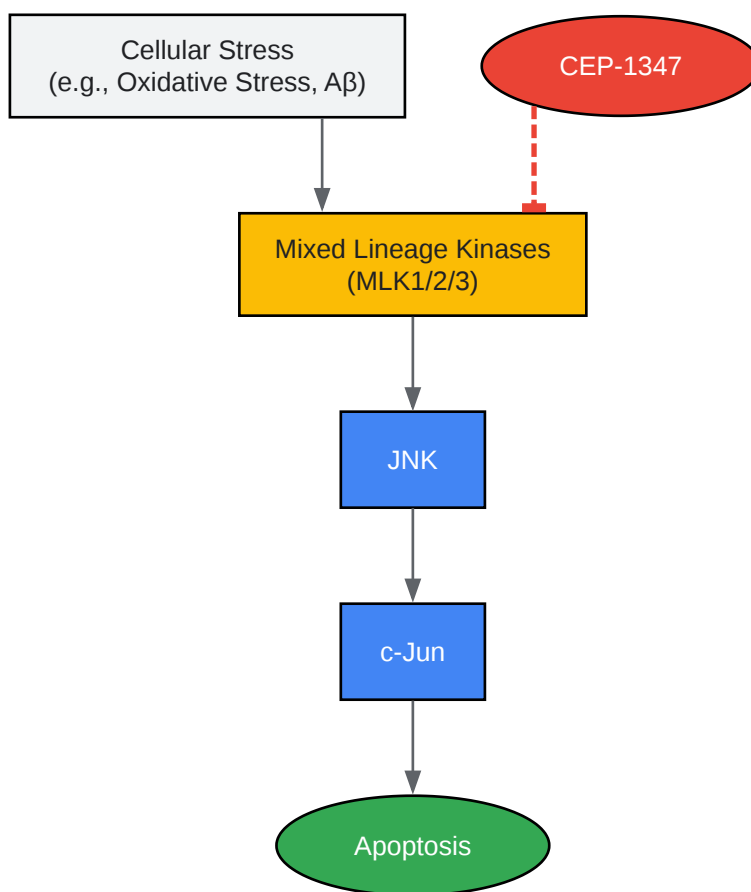 Cellular Stress
(e.g., Oxidative Stress, Aβ)
CEP-1347
Mixed Lineage Kinases
(MLK1/2/3)
JNK
c-Jun
Apoptosis